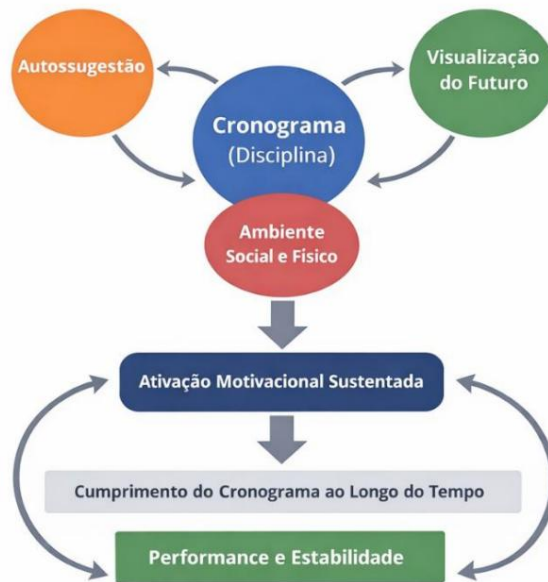 Autossugestão
Visualização
do Futuro
Cronograma
(Disciplina)
Ambiente
Social e Físico
Ativação Motivacional Sustentada
Cumprimento do Cronograma ao Longo do Tempo
Performance e Estabilidade